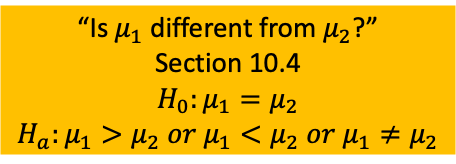 “Is μ₁ different from μ₂?”
Section 10.4
H₀: μ₁ = μ₂
Hₐ: μ₁ > μ₂ or μ₁ < μ₂ or μ₁ ≠ μ₂